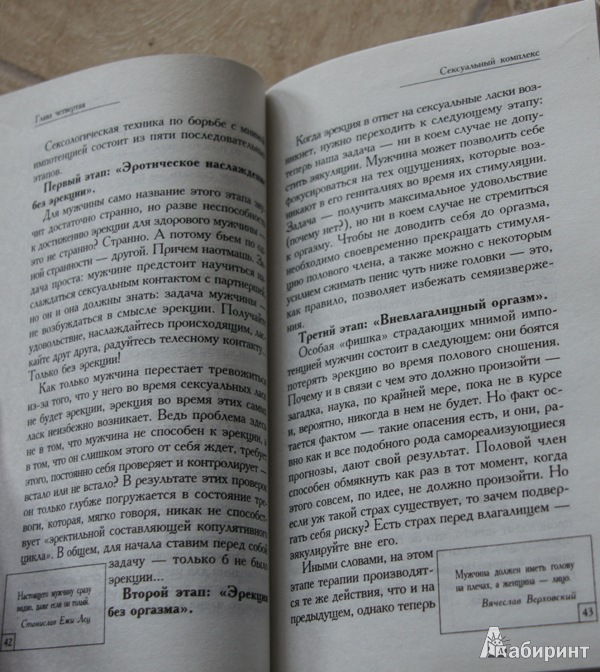 Глава четвертая
Сексологическая техника по борьбе с мнимой
импотенцией состоит из пяти последовательных
этапов.
Первый этап: «Эротическое наслаждение
без эрекции».
Для мужчины само название этого этапа зву-
чит достаточно странно, но разве неспособность
к достижению эрекции для здорового мужчины —
это не странно? Странно. А потому бьем по од-
ной странности — другой. Причем наотмашь. За-
дача проста: мужчине предстоит научиться на-
слаждаться сексуальным контактом с партнершей,
но он и она должны знать: задача мужчины —
не возбуждаться в смысле эрекции. Получайте
удовольствие, наслаждайтесь происходящим, лас-
кайте друг друга, радуйтесь телесному контакту.
Только без эрекции!
Как только мужчина перестает тревожиться
из-за того, что у него во время сексуальных ласк
не будет эрекции, эрекция во время этих самых
ласк неизбежно возникает. Ведь проблема здесь
не в том, что мужчина не способен к эрекции, а
в том, что он слишком этого от себя ждет, требует
этого, постоянно себя проверяет и контролирует —
встало или не встало? В результате этих проверок
он только глубже погружается в состояние тре-
воги, которая, мягко говоря, никак не способст-
вует «эректильной составляющей копулятивного
цикла». В общем, для начала ставим перед собой
задачу — только б не было
эрекции...
Второй этап: «Эрекция
без оргазма».
Настоящего мужчину сразу
видно, даже если он голый.
Станислав Ежи Лец
42
Сексуальный комплекс
Когда эрекция в ответ на сексуальные ласки воз-
никнет, нужно переходить к следующему этапу:
теперь наша задача — ни в коем случае не допу-
стить эякуляции. Мужчина может позволить себе
фокусироваться на тех ощущениях, которые воз-
никают в его гениталиях во время их стимуляции.
Задача — получить максимальное удовольствие
(почему нет?), но ни в коем случае не стремиться
к оргазму. Чтобы не доводить себя до оргазма,
необходимо своевременно прекращать стимуля-
цию полового члена, а также можно с некоторым
усилием сжимать пенис чуть ниже головки — это,
как правило, позволяет избежать семяизверже-
ния.
Третий этап: «Вневлагалищный оргазм».
Особая «фишка» страдающих мнимой импо-
тенцией мужчин состоит в следующем: они боятся
потерять эрекцию во время полового сношения.
Почему и в связи с чем это должно произойти —
загадка, наука, по крайней мере, пока не в курсе
и, вероятно, никогда в нем не будет. Но факт ос-
тается фактом — такие опасения есть, и они, рав-
но как и все подобного рода самореализующиеся
прогнозы, дают свой результат. Половой член
способен обмякнуть как раз в тот момент, когда
этого совсем, по идее, не должно произойти. Но
если уж такой страх существует, то зачем подвер-
гать себя риску? Есть страх перед влагалищем —
эякулируйте вне его.
Иными словами, на этом
этапе терапии производят-
ся те же действия, что и на
предыдущем, однако теперь
Мужчина должен иметь голову
на плечах, а женщина — лицо.
Вячеслав Верховский
43
Лабиринт